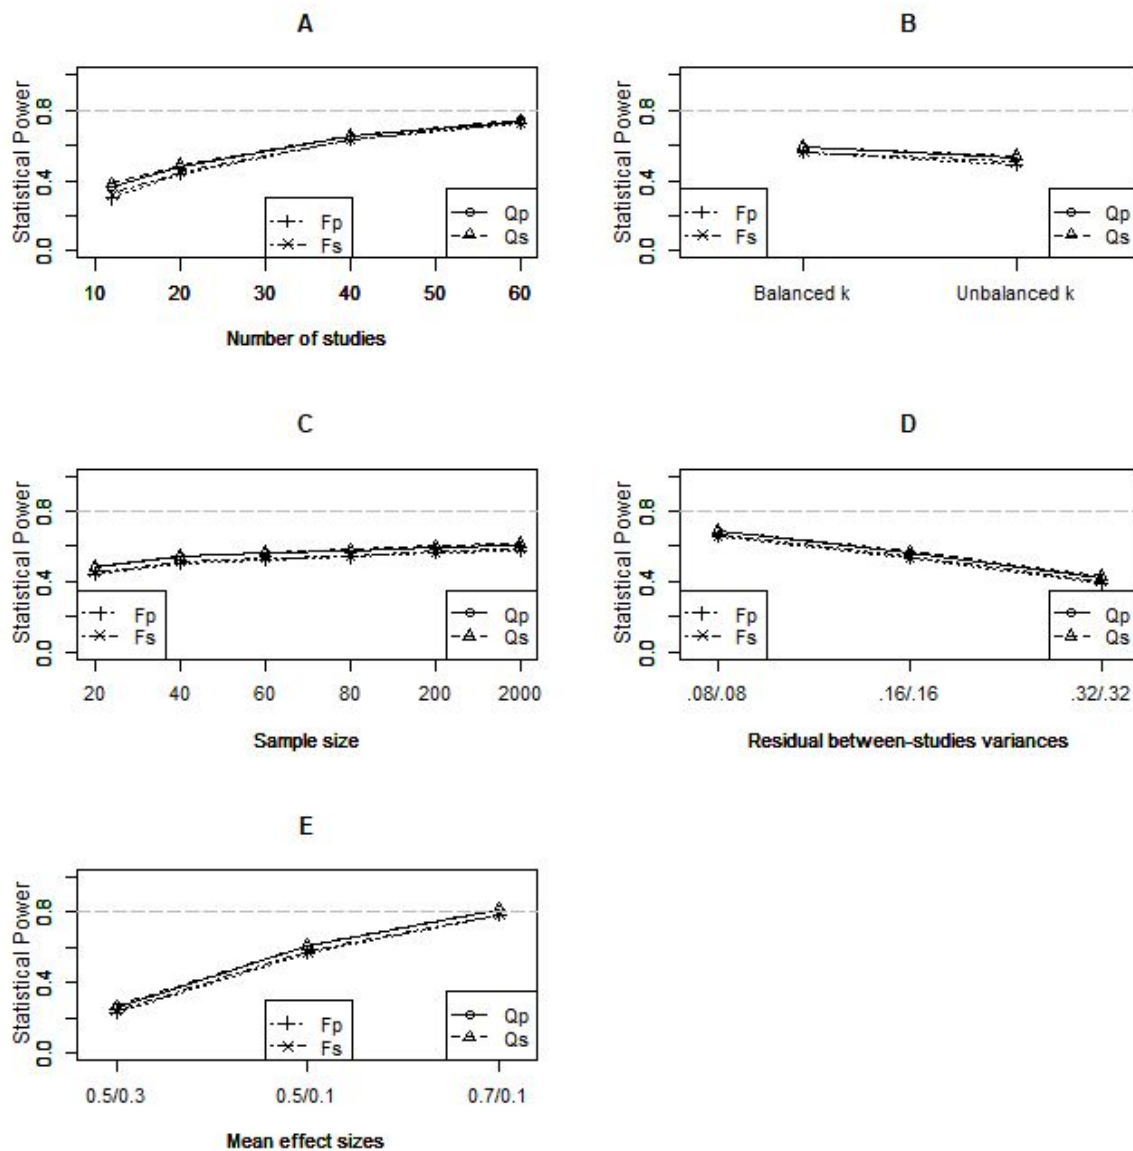 A
Statistical Power
0.8
0.4
0.0
Fp
Fs
Qp
Qs
10 20 30 40 50 60
Number of studies
B
Statistical Power
0.8
0.4
0.0
Fp
Fs
Qp
Qs
Balanced k Unbalanced k
C
Statistical Power
0.8
0.4
0.0
Fp
Fs
Qp
Qs
20 40 60 80 200 2000
Sample size
D
Statistical Power
0.8
0.4
0.0
Fp
Fs
Qp
Qs
.08/.08 .16/.16 .32/.32
Residual between-studies variances
E
Statistical Power
0.8
0.4
0.0
Fp
Fs
Qp
Qs
0.5/0.3 0.5/0.1 0.7/0.1
Mean effect sizes